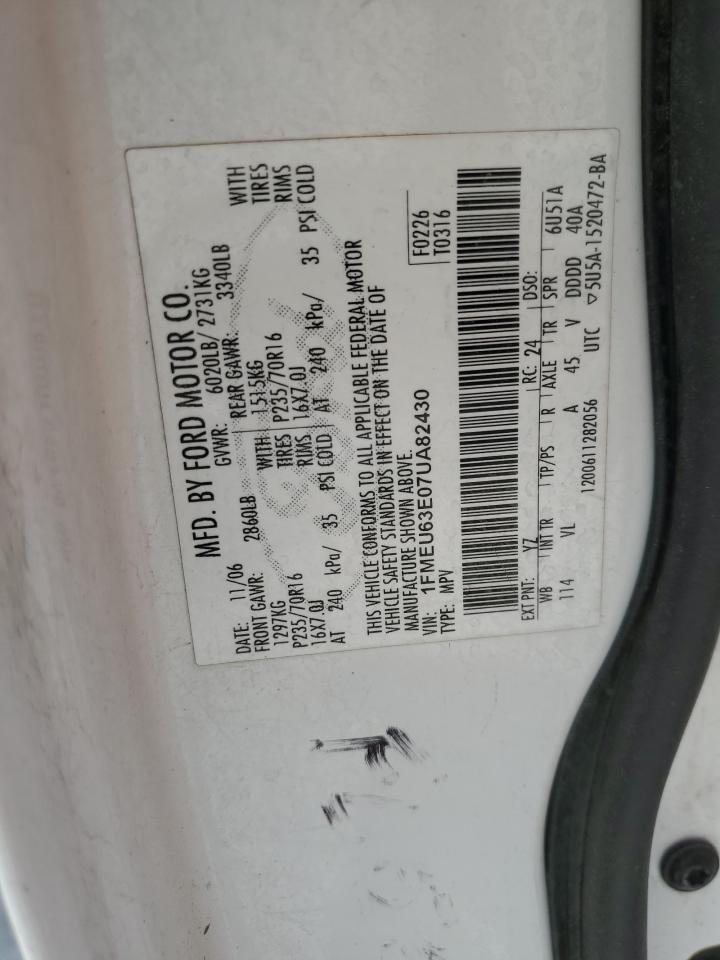 MFD. BY FORD MOTOR CO.
DATE: 11/06 GVWR: 6020LB/ 2731KG
FRONT GAWR: 2860LB REAR GAWR: 3340LB
1297KG WITH 1515KG WITH
P235/70R16 TIRES P235/70R16 TIRES
16X7.0J RIMS 16X7.0J RIMS
AT 240 kPa/ 35 PSI COLD AT 240 kPa/ 35 PSI COLD
THIS VEHICLE CONFORMS TO ALL APPLICABLE FEDERAL MOTOR
VEHICLE SAFETY STANDARDS IN EFFECT ON THE DATE OF
MANUFACTURE SHOWN ABOVE.
VIN: 1FMEU63E07UA82430 F0226
TYPE: MPV T0316
EXT PNT: YZ RC: 24 DSO:
WB INT TR TP/PS R AXLE TR SPR 6U51A
114 VL A 45 V DDDD 40A
1200611282056 UTC ▽5U5A-1520472-BA